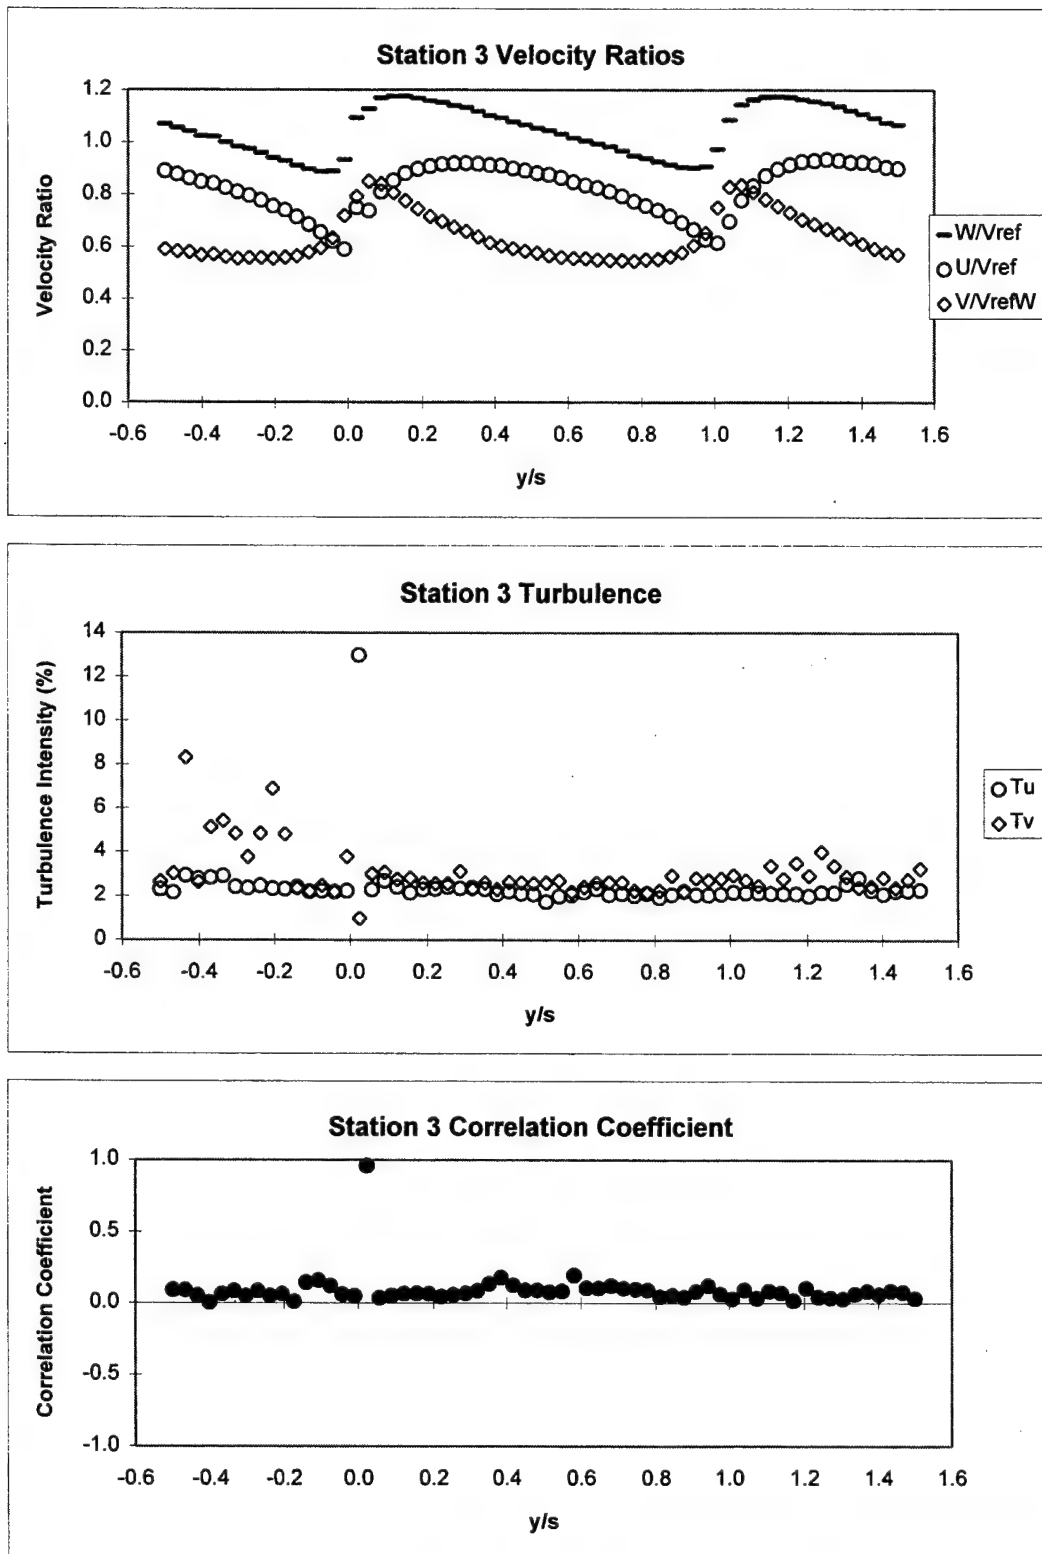 Station 3 Velocity Ratios
1.2
1.0
0.8
0.6
0.4
0.2
0.0
Velocity Ratio
-0.6 -0.4 -0.2 0.0 0.2 0.4 0.6 0.8 1.0 1.2 1.4 1.6
y/s
W/Vref
U/Vref
V/VrefW
Station 3 Turbulence
14
12
10
8
6
4
2
0
Turbulence Intensity (%)
-0.6 -0.4 -0.2 0.0 0.2 0.4 0.6 0.8 1.0 1.2 1.4 1.6
y/s
Tu
Tv
Station 3 Correlation Coefficient
1.0
0.5
0.0
-0.5
-1.0
Correlation Coefficient
-0.6 -0.4 -0.2 0.0 0.2 0.4 0.6 0.8 1.0 1.2 1.4 1.6
y/s